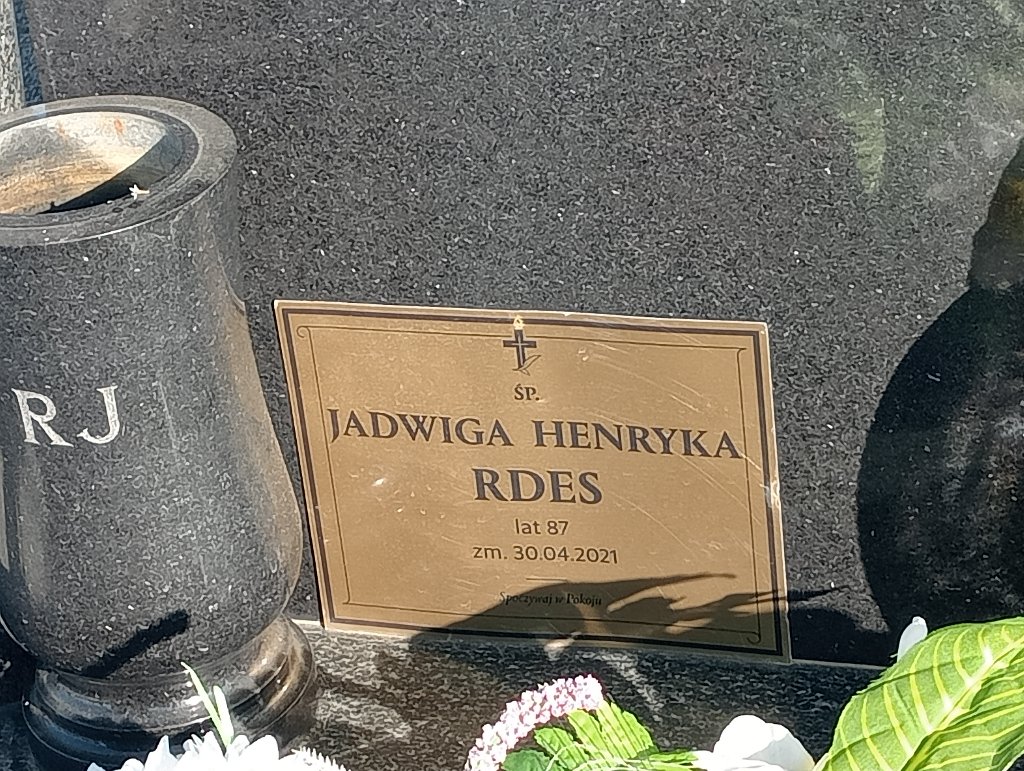 RJ
ŚP.
JADWIGA HENRYKA
RDES
lat 87
zm. 30.04.2021
Spoczywaj w Pokoju